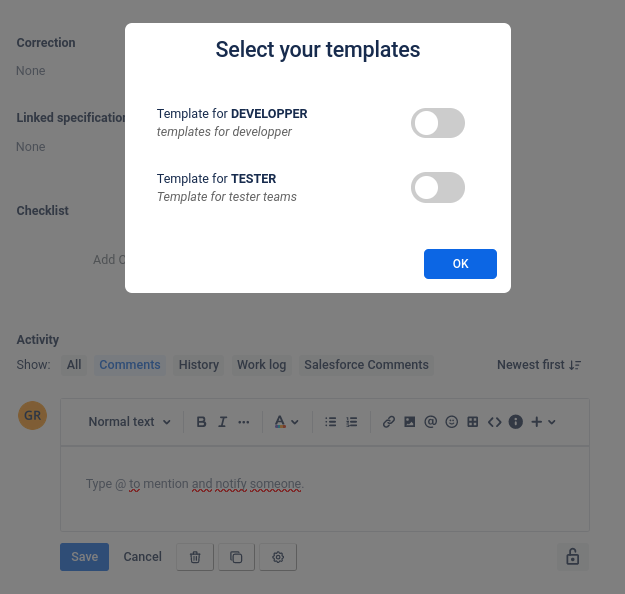 Select your templates
Template for DEVELOPPER
templates for developper
Template for TESTER
Template for tester teams
OK
Correction
None
Linked specification
None
Checklist
Add C
Activity
Show: All Comments History Work log Salesforce Comments Newest first
GR
Normal text B I ... A
Type @ to mention and notify someone.
Save Cancel